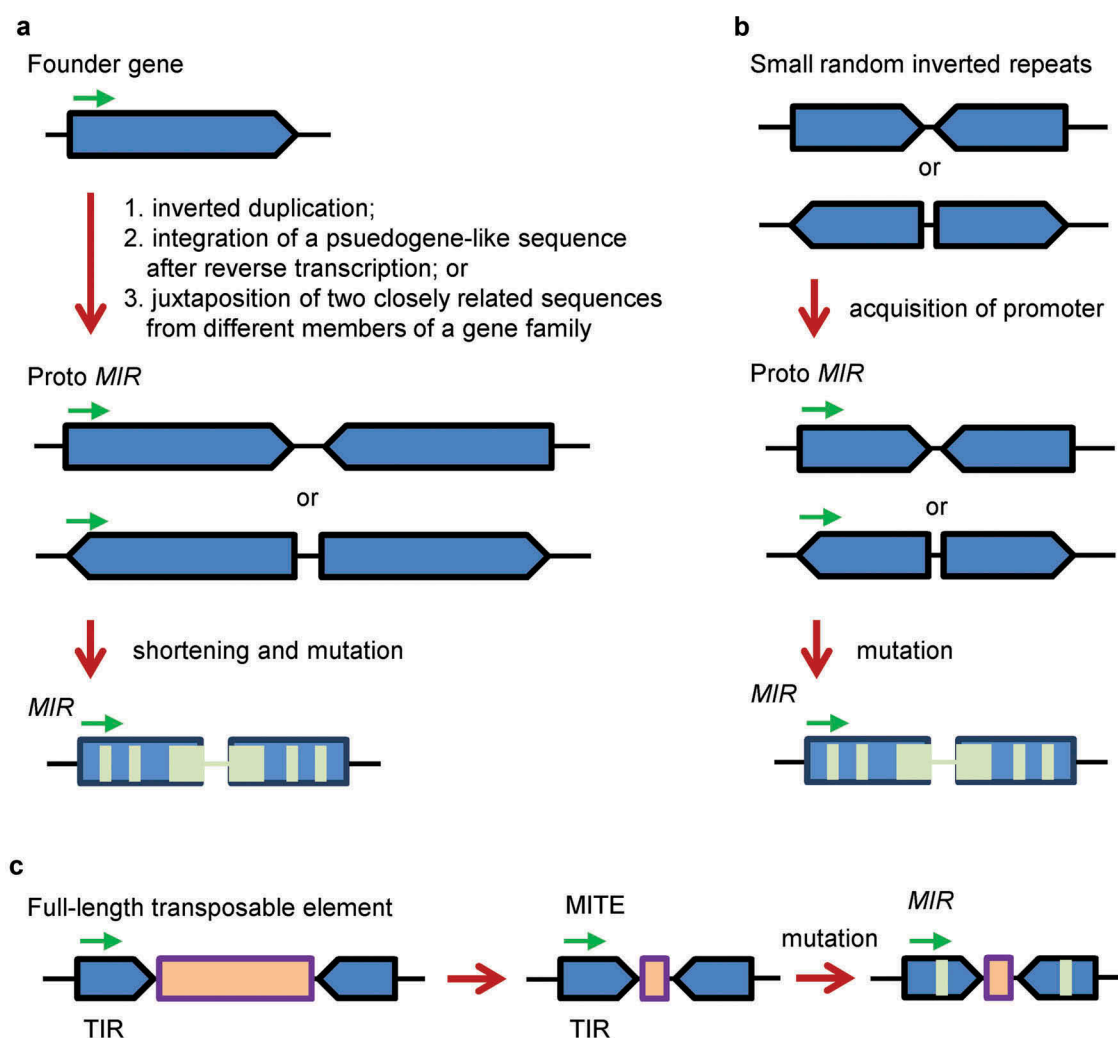 a
Founder gene
1. inverted duplication;
2. integration of a psuedogene-like sequence
after reverse transcription; or
3. juxtaposition of two closely related sequences
from different members of a gene family
Proto MIR
or
shortening and mutation
MIR
b
Small random inverted repeats
or
acquisition of promoter
Proto MIR
or
mutation
MIR
c
Full-length transposable element
TIR
MITE
TIR
mutation
MIR